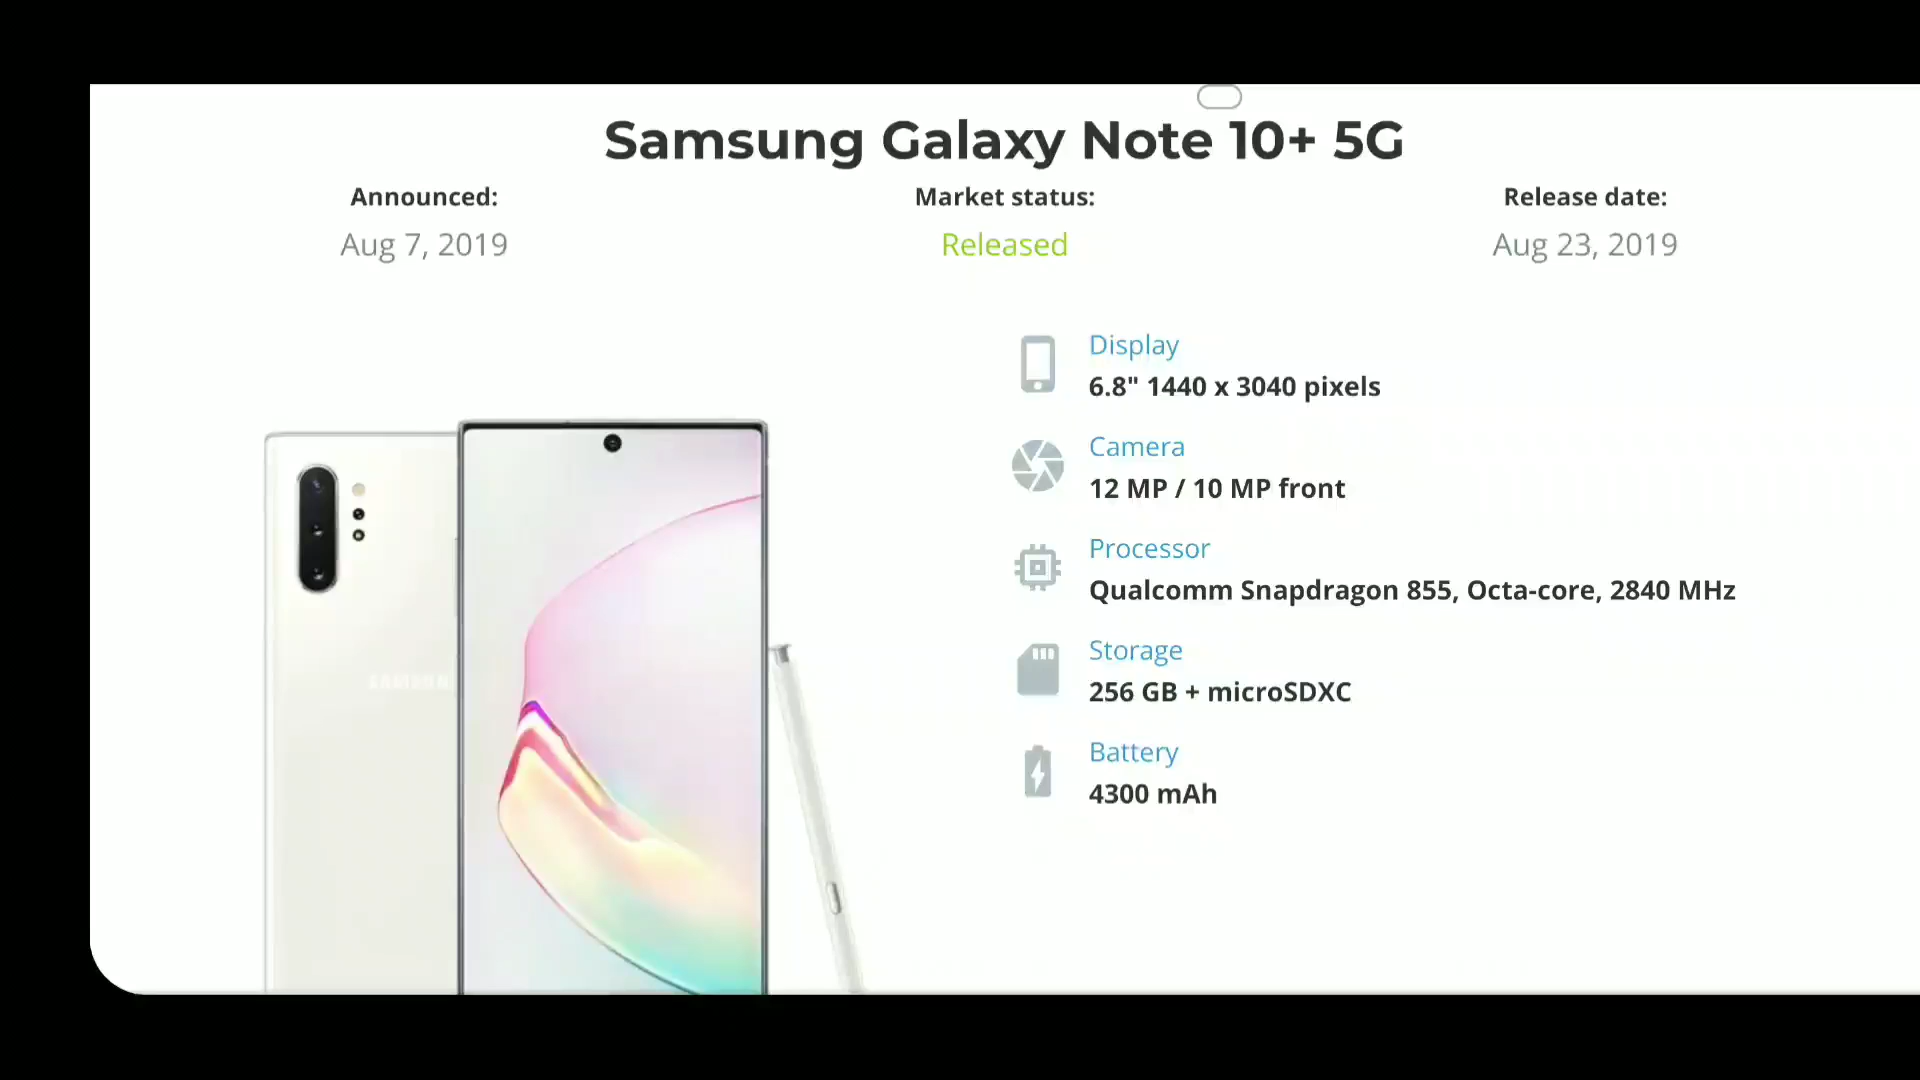 Samsung Galaxy Note 10+ 5G
Announced:
Aug 7, 2019
Market status:
Released
Release date:
Aug 23, 2019
Display
6.8" 1440 x 3040 pixels
Camera
12 MP / 10 MP front
Processor
Qualcomm Snapdragon 855, Octa-core, 2840 MHz
Storage
256 GB + microSDXC
Battery
4300 mAh
SAMSUNG